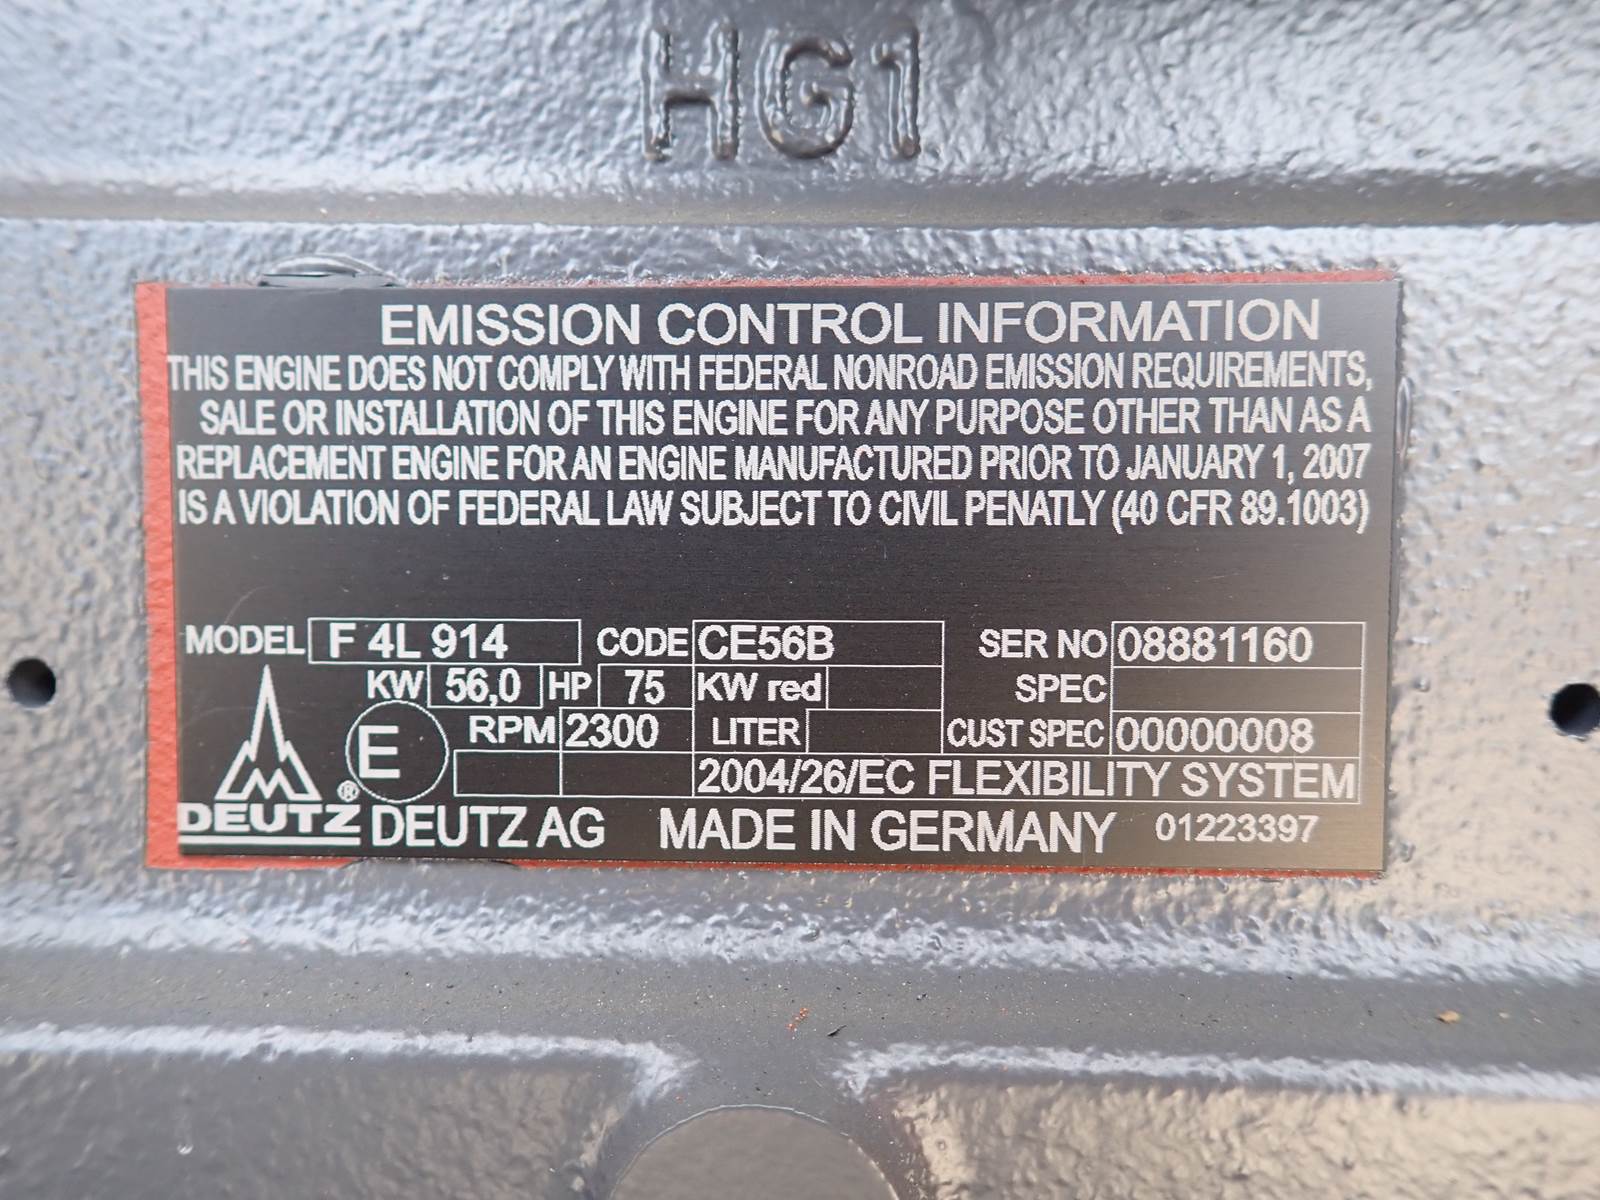 HG1
EMISSION CONTROL INFORMATION
THIS ENGINE DOES NOT COMPLY WITH FEDERAL NONROAD EMISSION REQUIREMENTS,
SALE OR INSTALLATION OF THIS ENGINE FOR ANY PURPOSE OTHER THAN AS A
REPLACEMENT ENGINE FOR AN ENGINE MANUFACTURED PRIOR TO JANUARY 1, 2007
IS A VIOLATION OF FEDERAL LAW SUBJECT TO CIVIL PENATLY (40 CFR 89.1003)
MODEL F 4L 914 CODE CE56B SER NO 08881160
KW 56,0 HP 75 KW red SPEC
E RPM 2300 LITER CUST SPEC 00000008
2004/26/EC FLEXIBILITY SYSTEM
DEUTZ® DEUTZ AG MADE IN GERMANY 01223397